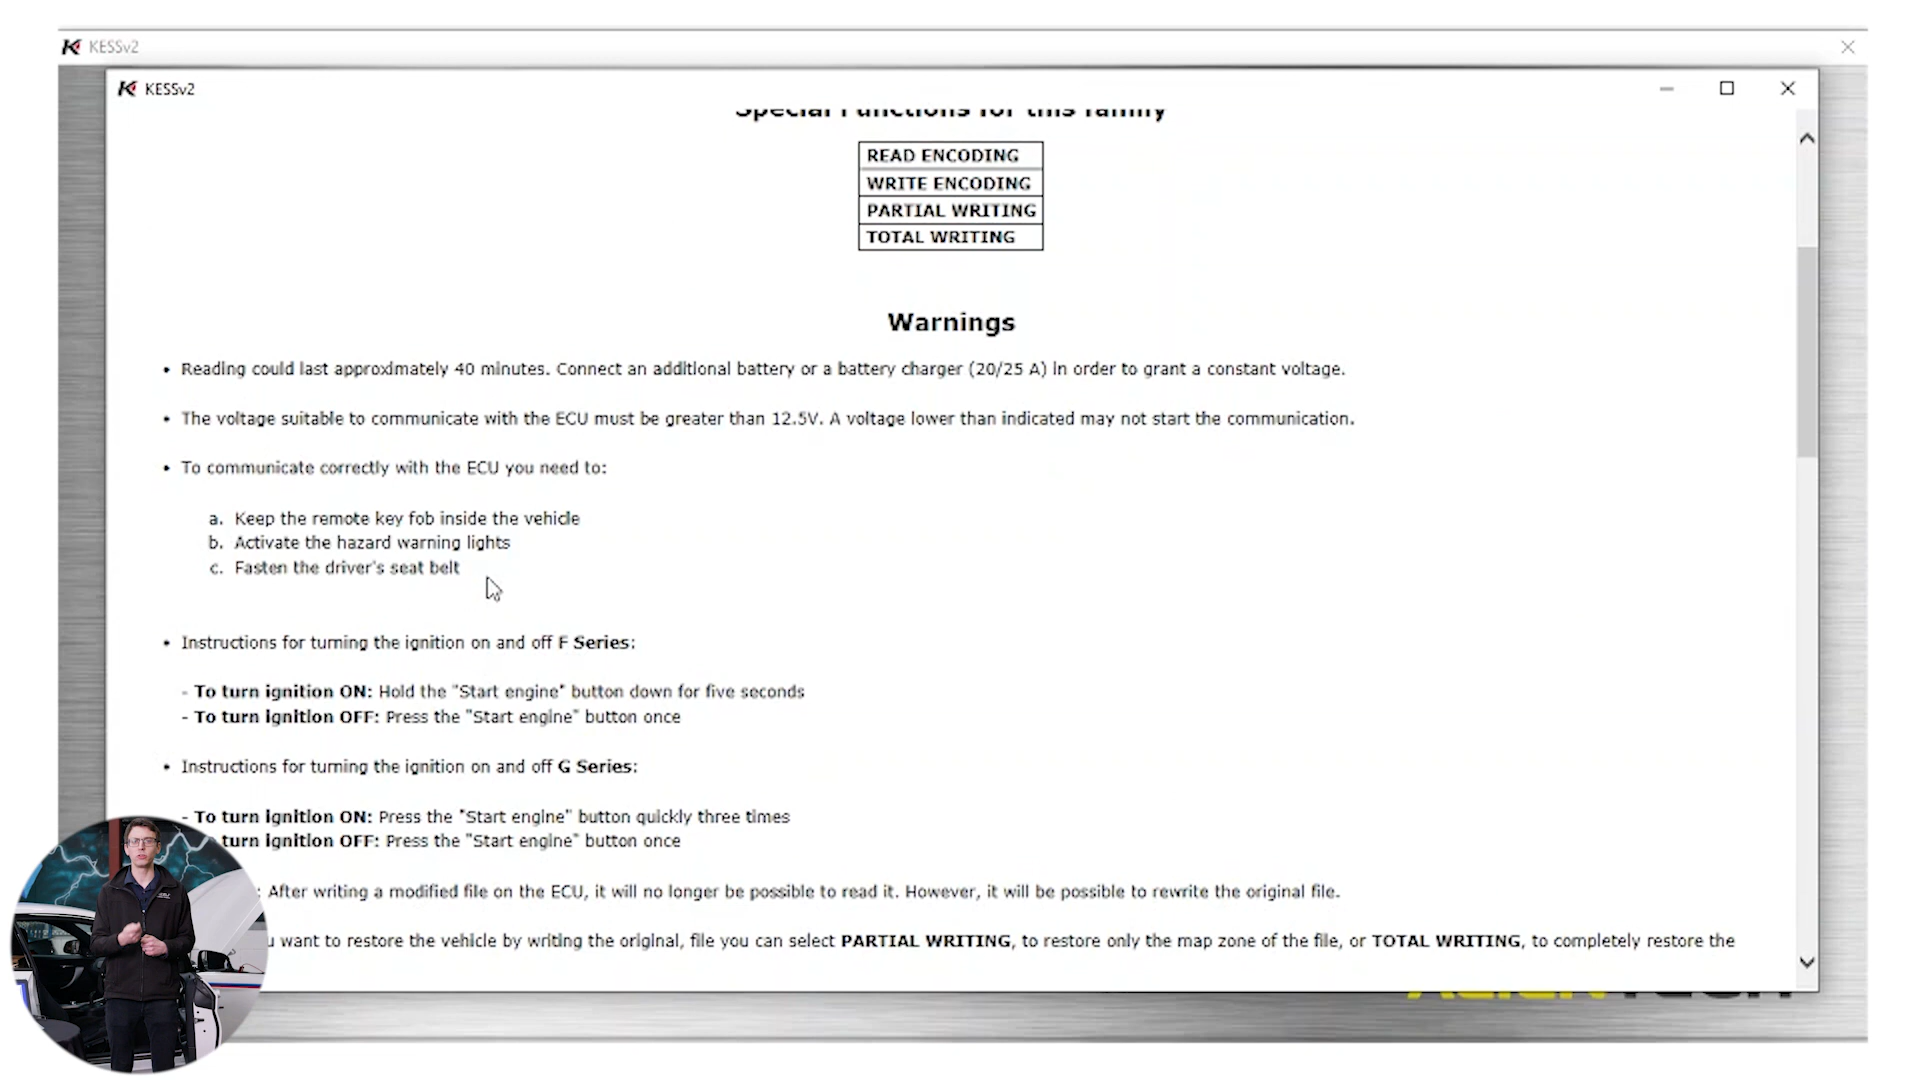 KESSv2
KESSv2
Special Functions for this family
READ ENCODING
WRITE ENCODING
PARTIAL WRITING
TOTAL WRITING
Warnings
• Reading could last approximately 40 minutes. Connect an additional battery or a battery charger (20/25 A) in order to grant a constant voltage.
• The voltage suitable to communicate with the ECU must be greater than 12.5V. A voltage lower than indicated may not start the communication.
• To communicate correctly with the ECU you need to:
a. Keep the remote key fob inside the vehicle
b. Activate the hazard warning lights
c. Fasten the driver's seat belt
• Instructions for turning the ignition on and off F Series:
- To turn ignition ON: Hold the "Start engine" button down for five seconds
- To turn ignition OFF: Press the "Start engine" button once
• Instructions for turning the ignition on and off G Series:
- To turn ignition ON: Press the "Start engine" button quickly three times
turn ignition OFF: Press the "Start engine" button once
: After writing a modified file on the ECU, it will no longer be possible to read it. However, it will be possible to rewrite the original file.
u want to restore the vehicle by writing the original, file you can select PARTIAL WRITING, to restore only the map zone of the file, or TOTAL WRITING, to completely restore the